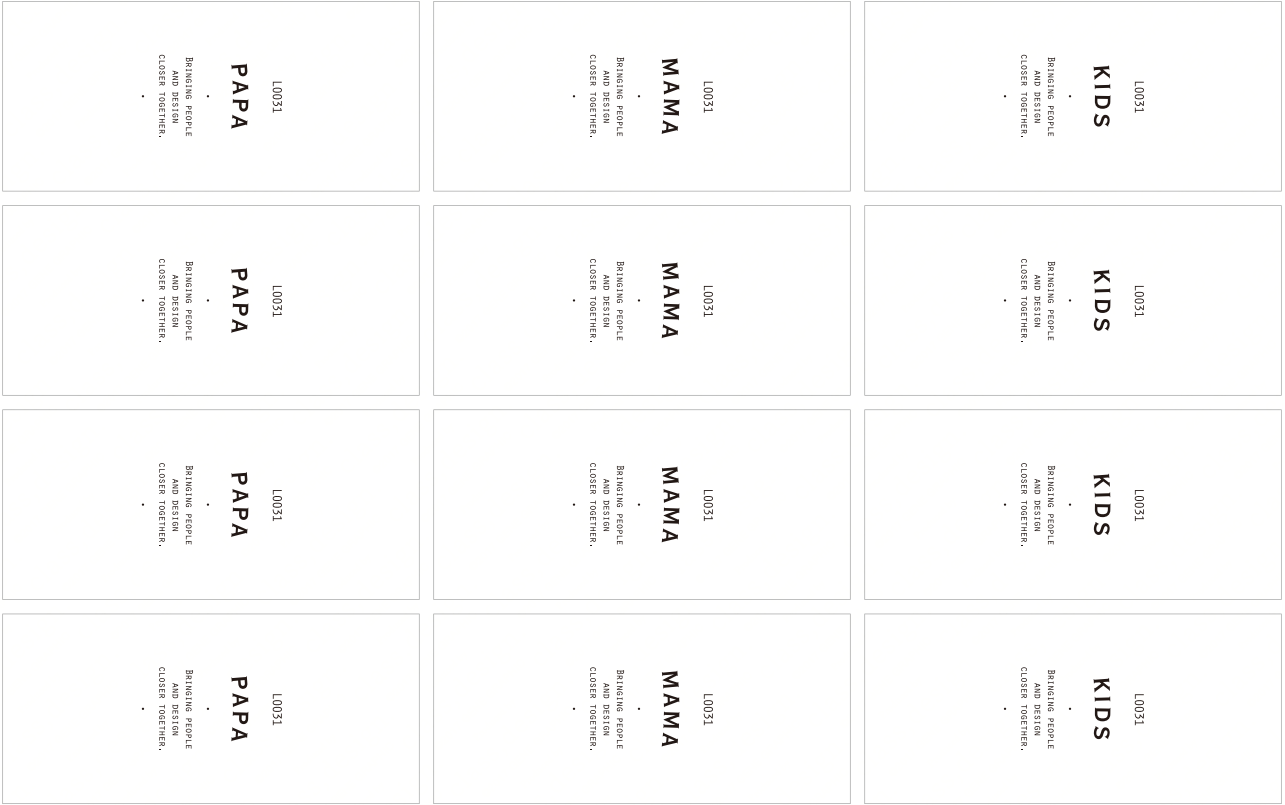 L0031
PAPA
•
Bringing people
and design
closer together.
•
L0031
MAMA
•
Bringing people
and design
closer together.
•
L0031
KIDS
•
Bringing people
and design
closer together.
•
L0031
PAPA
•
Bringing people
and design
closer together.
•
L0031
MAMA
•
Bringing people
and design
closer together.
•
L0031
KIDS
•
Bringing people
and design
closer together.
•
L0031
PAPA
•
Bringing people
and design
closer together.
•
L0031
MAMA
•
Bringing people
and design
closer together.
•
L0031
KIDS
•
Bringing people
and design
closer together.
•
L0031
PAPA
•
Bringing people
and design
closer together.
•
L0031
MAMA
•
Bringing people
and design
closer together.
•
L0031
KIDS
•
Bringing people
and design
closer together.
•